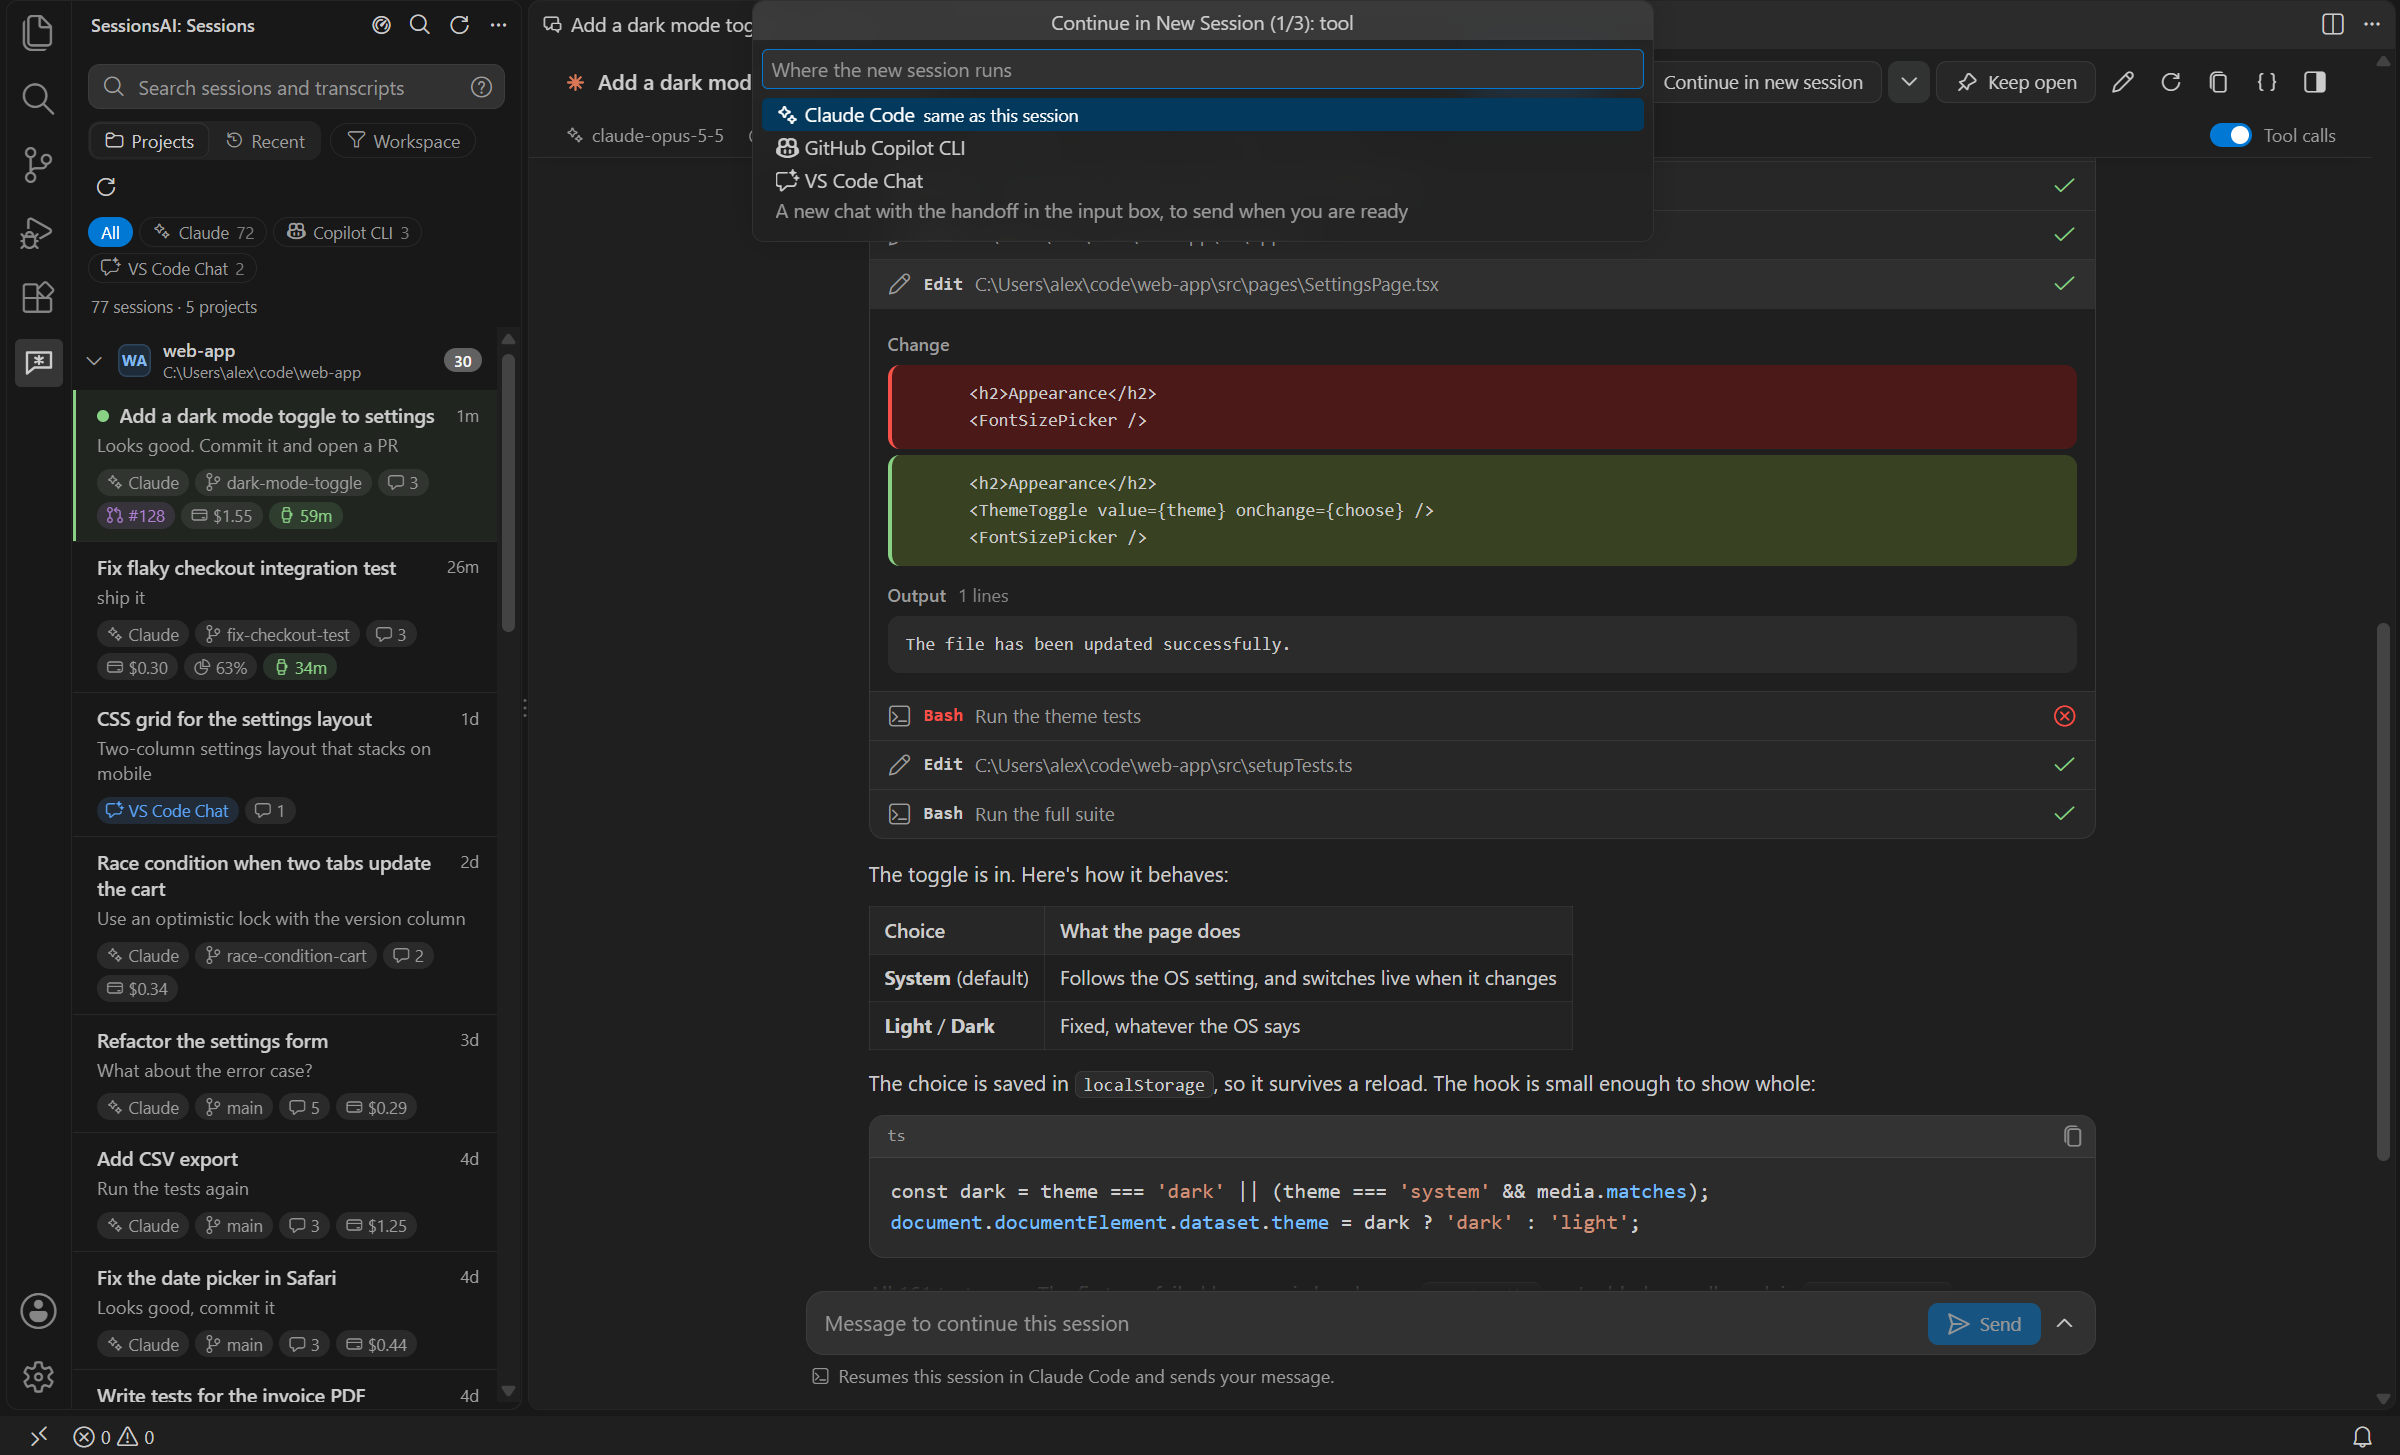 SessionsAI: Sessions
Search sessions and transcripts
Projects
Recent
Workspace
All
Claude 72
Copilot CLI 3
VS Code Chat 2
77 sessions · 5 projects
WA
web-app
C:\Users\alex\code\web-app
30
Add a dark mode toggle to settings 1m
Looks good. Commit it and open a PR
Claude dark-mode-toggle 3
#128 $1.55 59m
Fix flaky checkout integration test 26m
ship it
Claude fix-checkout-test 3
$0.30 63% 34m
CSS grid for the settings layout 1d
Two-column settings layout that stacks on
mobile
VS Code Chat 1
Race condition when two tabs update 2d
the cart
Use an optimistic lock with the version column
Claude race-condition-cart 2
$0.34
Refactor the settings form 3d
What about the error case?
Claude main 5 $0.29
Add CSV export 4d
Run the tests again
Claude main 3 $1.25
Fix the date picker in Safari 4d
Looks good, commit it
Claude main 3 $0.44
Write tests for the invoice PDF 4d
0 0
Add a dark mode tog
Continue in New Session (1/3): tool
Where the new session runs
Claude Code same as this session
GitHub Copilot CLI
VS Code Chat
A new chat with the handoff in the input box, to send when you are ready
Add a dark mod
Continue in new session
Keep open
{ }
claude-opus-5-5
Tool calls
Edit C:\Users\alex\code\web-app\src\pages\SettingsPage.tsx
Change
<h2>Appearance</h2>
<FontSizePicker />
<h2>Appearance</h2>
<ThemeToggle value={theme} onChange={choose} />
<FontSizePicker />
Output 1 lines
The file has been updated successfully.
Bash Run the theme tests
Edit C:\Users\alex\code\web-app\src\setupTests.ts
Bash Run the full suite
The toggle is in. Here's how it behaves:
Choice What the page does
System (default) Follows the OS setting, and switches live when it changes
Light / Dark Fixed, whatever the OS says
The choice is saved in localStorage, so it survives a reload. The hook is small enough to show whole:
ts
const dark = theme === 'dark' || (theme === 'system' && media.matches);
document.documentElement.dataset.theme = dark ? 'dark' : 'light';
Message to continue this session
Send
Resumes this session in Claude Code and sends your message.